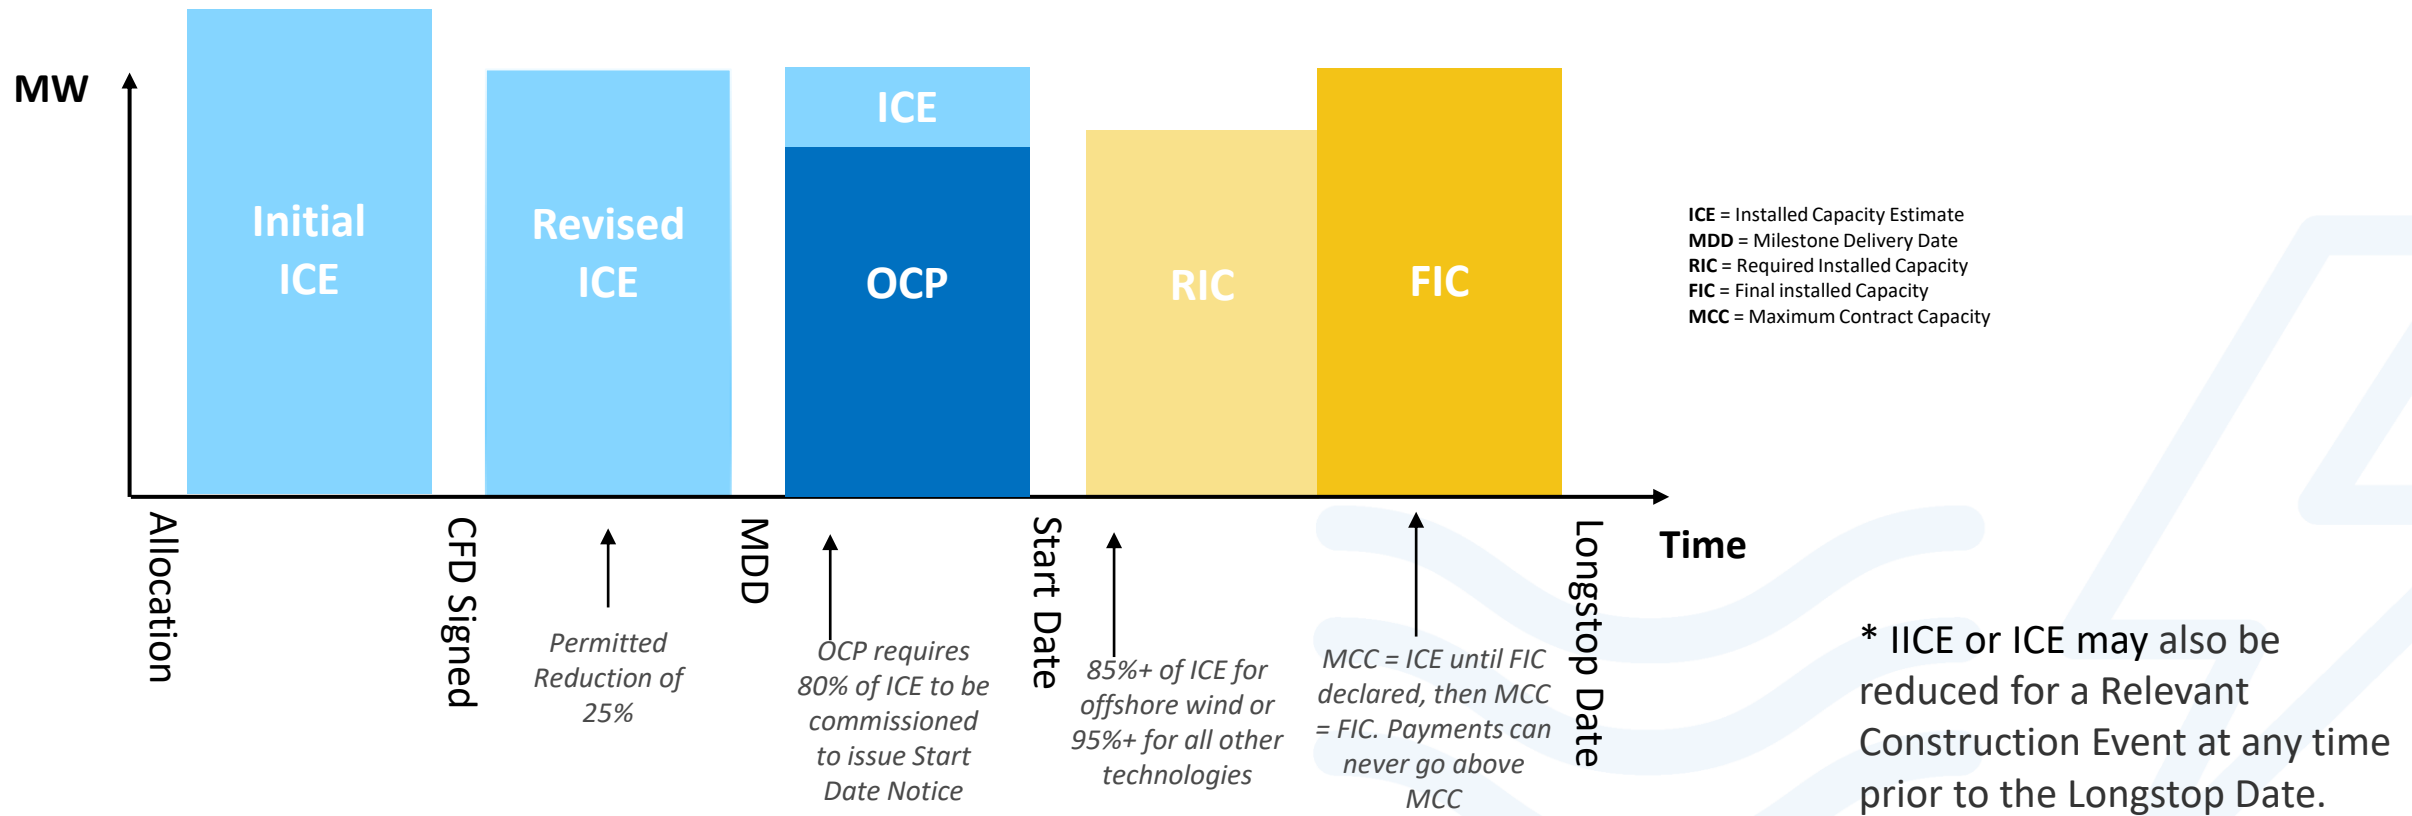 MW
Initial
ICE
Revised
ICE
ICE
OCP
RIC
FIC
ICE = Installed Capacity Estimate
MDD = Milestone Delivery Date
RIC = Required Installed Capacity
FIC = Final installed Capacity
MCC = Maximum Contract Capacity
Allocation
CFD Signed
MDD
Start Date
Longstop Date
Time
Permitted
Reduction of
25%
OCP requires
80% of ICE to be
commissioned
to issue Start
Date Notice
85%+ of ICE for
offshore wind or
95%+ for all other
technologies
MCC = ICE until FIC
declared, then MCC
= FIC. Payments can
never go above
MCC
* IICE or ICE may also be
reduced for a Relevant
Construction Event at any time
prior to the Longstop Date.